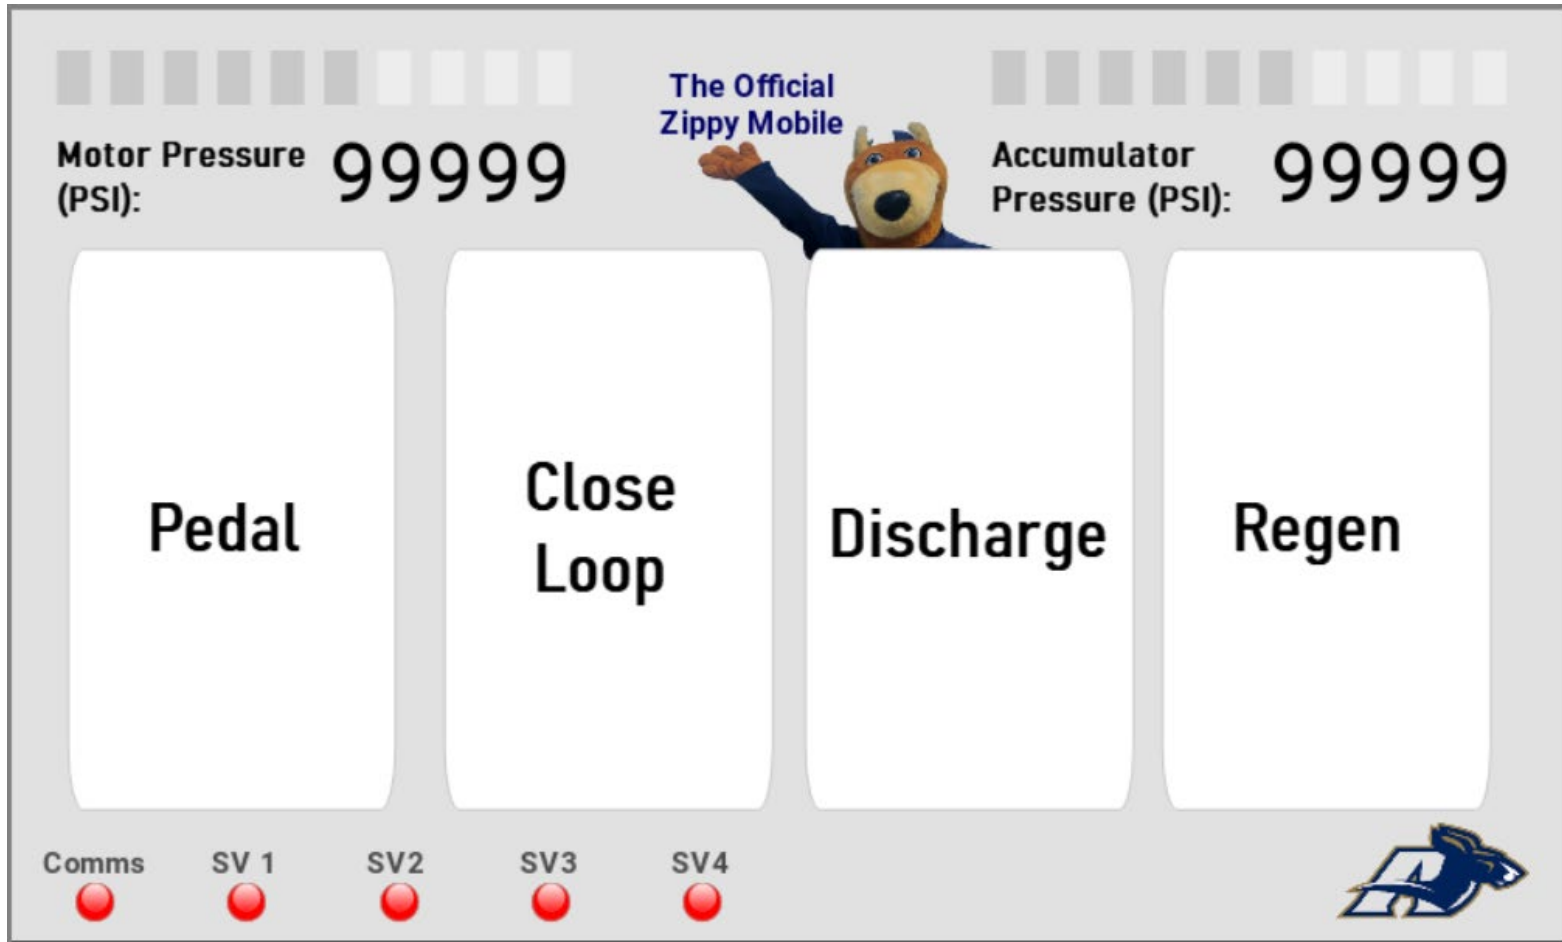 The Official
Zippy Mobile
Motor Pressure
(PSI):
99999
Accumulator
Pressure (PSI):
99999
Pedal
Close
Loop
Discharge
Regen
Comms
SV 1
SV2
SV3
SV4
A